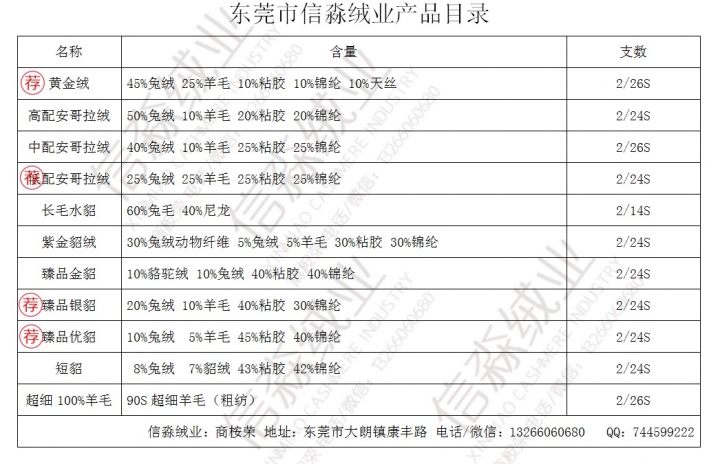 东莞市信淼绒业产品目录
名称 含量 支数
荐 黄金绒 45%兔绒 25%羊毛 10%粘胶 10%锦纶 10%天丝 2/26S
高配安哥拉绒 50%兔绒 10%羊毛 20%粘胶 20%锦纶 2/24S
中配安哥拉绒 40%兔绒 10%羊毛 25%粘胶 25%锦纶 2/26S
荐 配安哥拉绒 25%兔绒 25%羊毛 25%粘胶 25%锦纶 2/24S
长毛水貂 60%兔毛 40%尼龙 2/14S
紫金貂绒 30%兔绒动物纤维 5%兔绒 5%羊毛 30%粘胶 30%锦纶 2/24S
臻品金貂 10%骆驼绒 10%兔绒 40%粘胶 40%锦纶 2/24S
荐 臻品银貂 20%兔绒 10%羊毛 40%粘胶 30%锦纶 2/24S
荐 臻品优貂 10%兔绒 5%羊毛 45%粘胶 40%锦纶 2/24S
短貂 8%兔绒 7%貂绒 43%粘胶 42%锦纶 2/24S
超细100%羊毛 90S超细羊毛（粗纺） 2/26S
信淼绒业：商桉荣 地址：东莞市大朗镇康丰路 电话/微信：13266060680 QQ：744599222
信淼绒业
XINMIAO CASHMERE INDUSTRY
电话/微信：13266060680